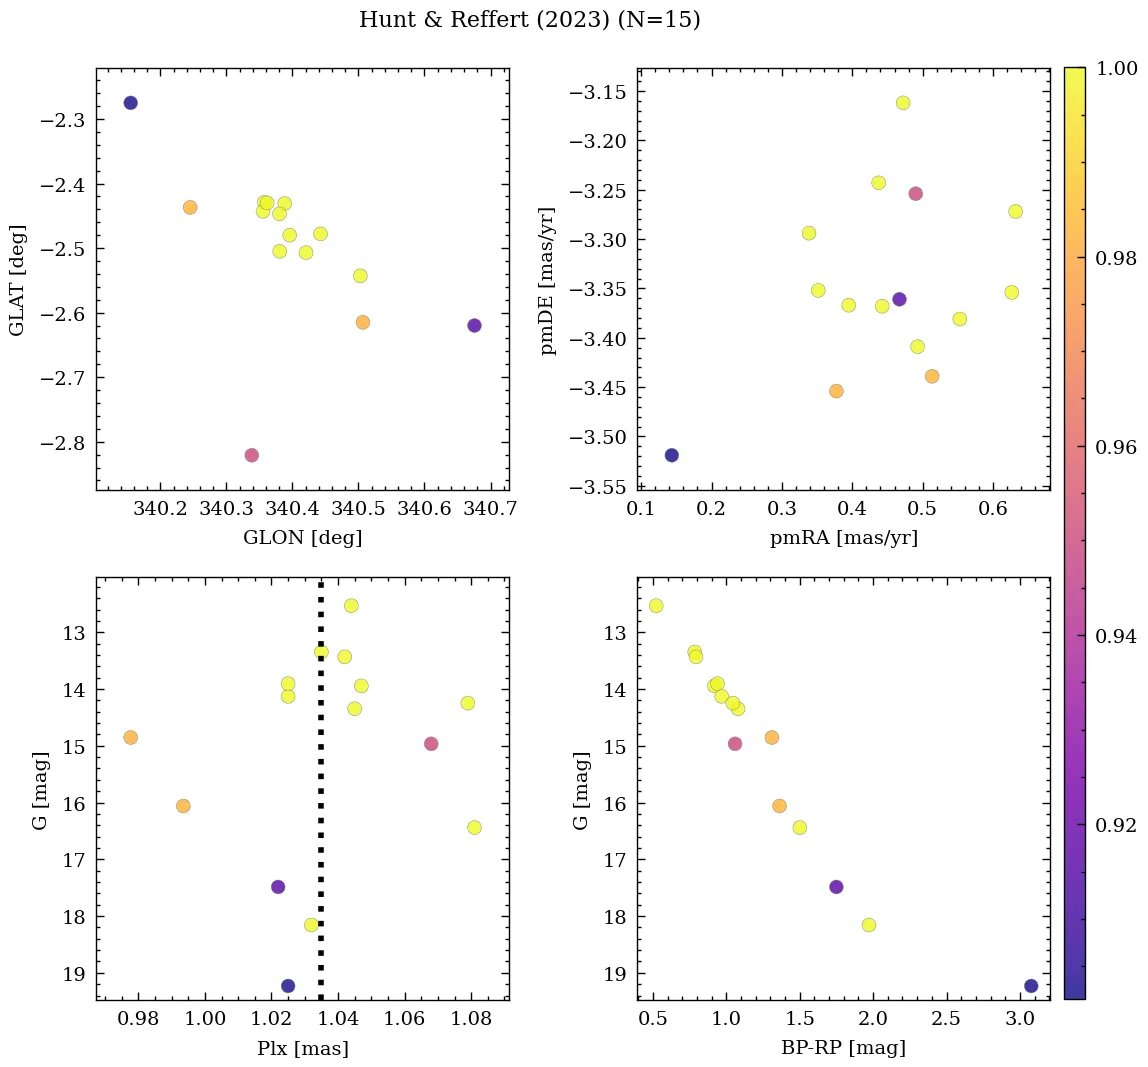 Hunt & Reffert (2023) (N=15)
−2.3
−2.4
−2.5
−2.6
−2.7
−2.8
GLAT [deg]
340.2 340.3 340.4 340.5 340.6 340.7
GLON [deg]
−3.15
−3.20
−3.25
−3.30
−3.35
−3.40
−3.45
−3.50
−3.55
pmDE [mas/yr]
0.1 0.2 0.3 0.4 0.5 0.6
pmRA [mas/yr]
13
14
15
16
17
18
19
G [mag]
0.98 1.00 1.02 1.04 1.06 1.08
Plx [mas]
13
14
15
16
17
18
19
G [mag]
0.5 1.0 1.5 2.0 2.5 3.0
BP-RP [mag]
1.00
0.98
0.96
0.94
0.92